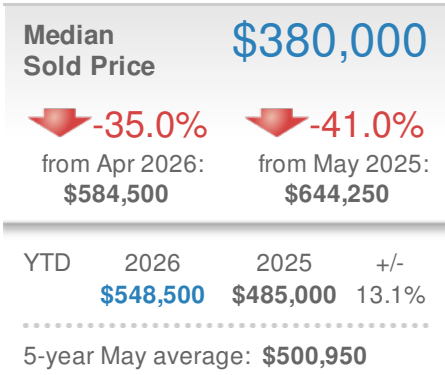 Median
Sold Price
$380,000
-35.0%
from Apr 2026:
$584,500
-41.0%
from May 2025:
$644,250
YTD 2026 2025 +/-
$548,500 $485,000 13.1%
5-year May average: $500,950